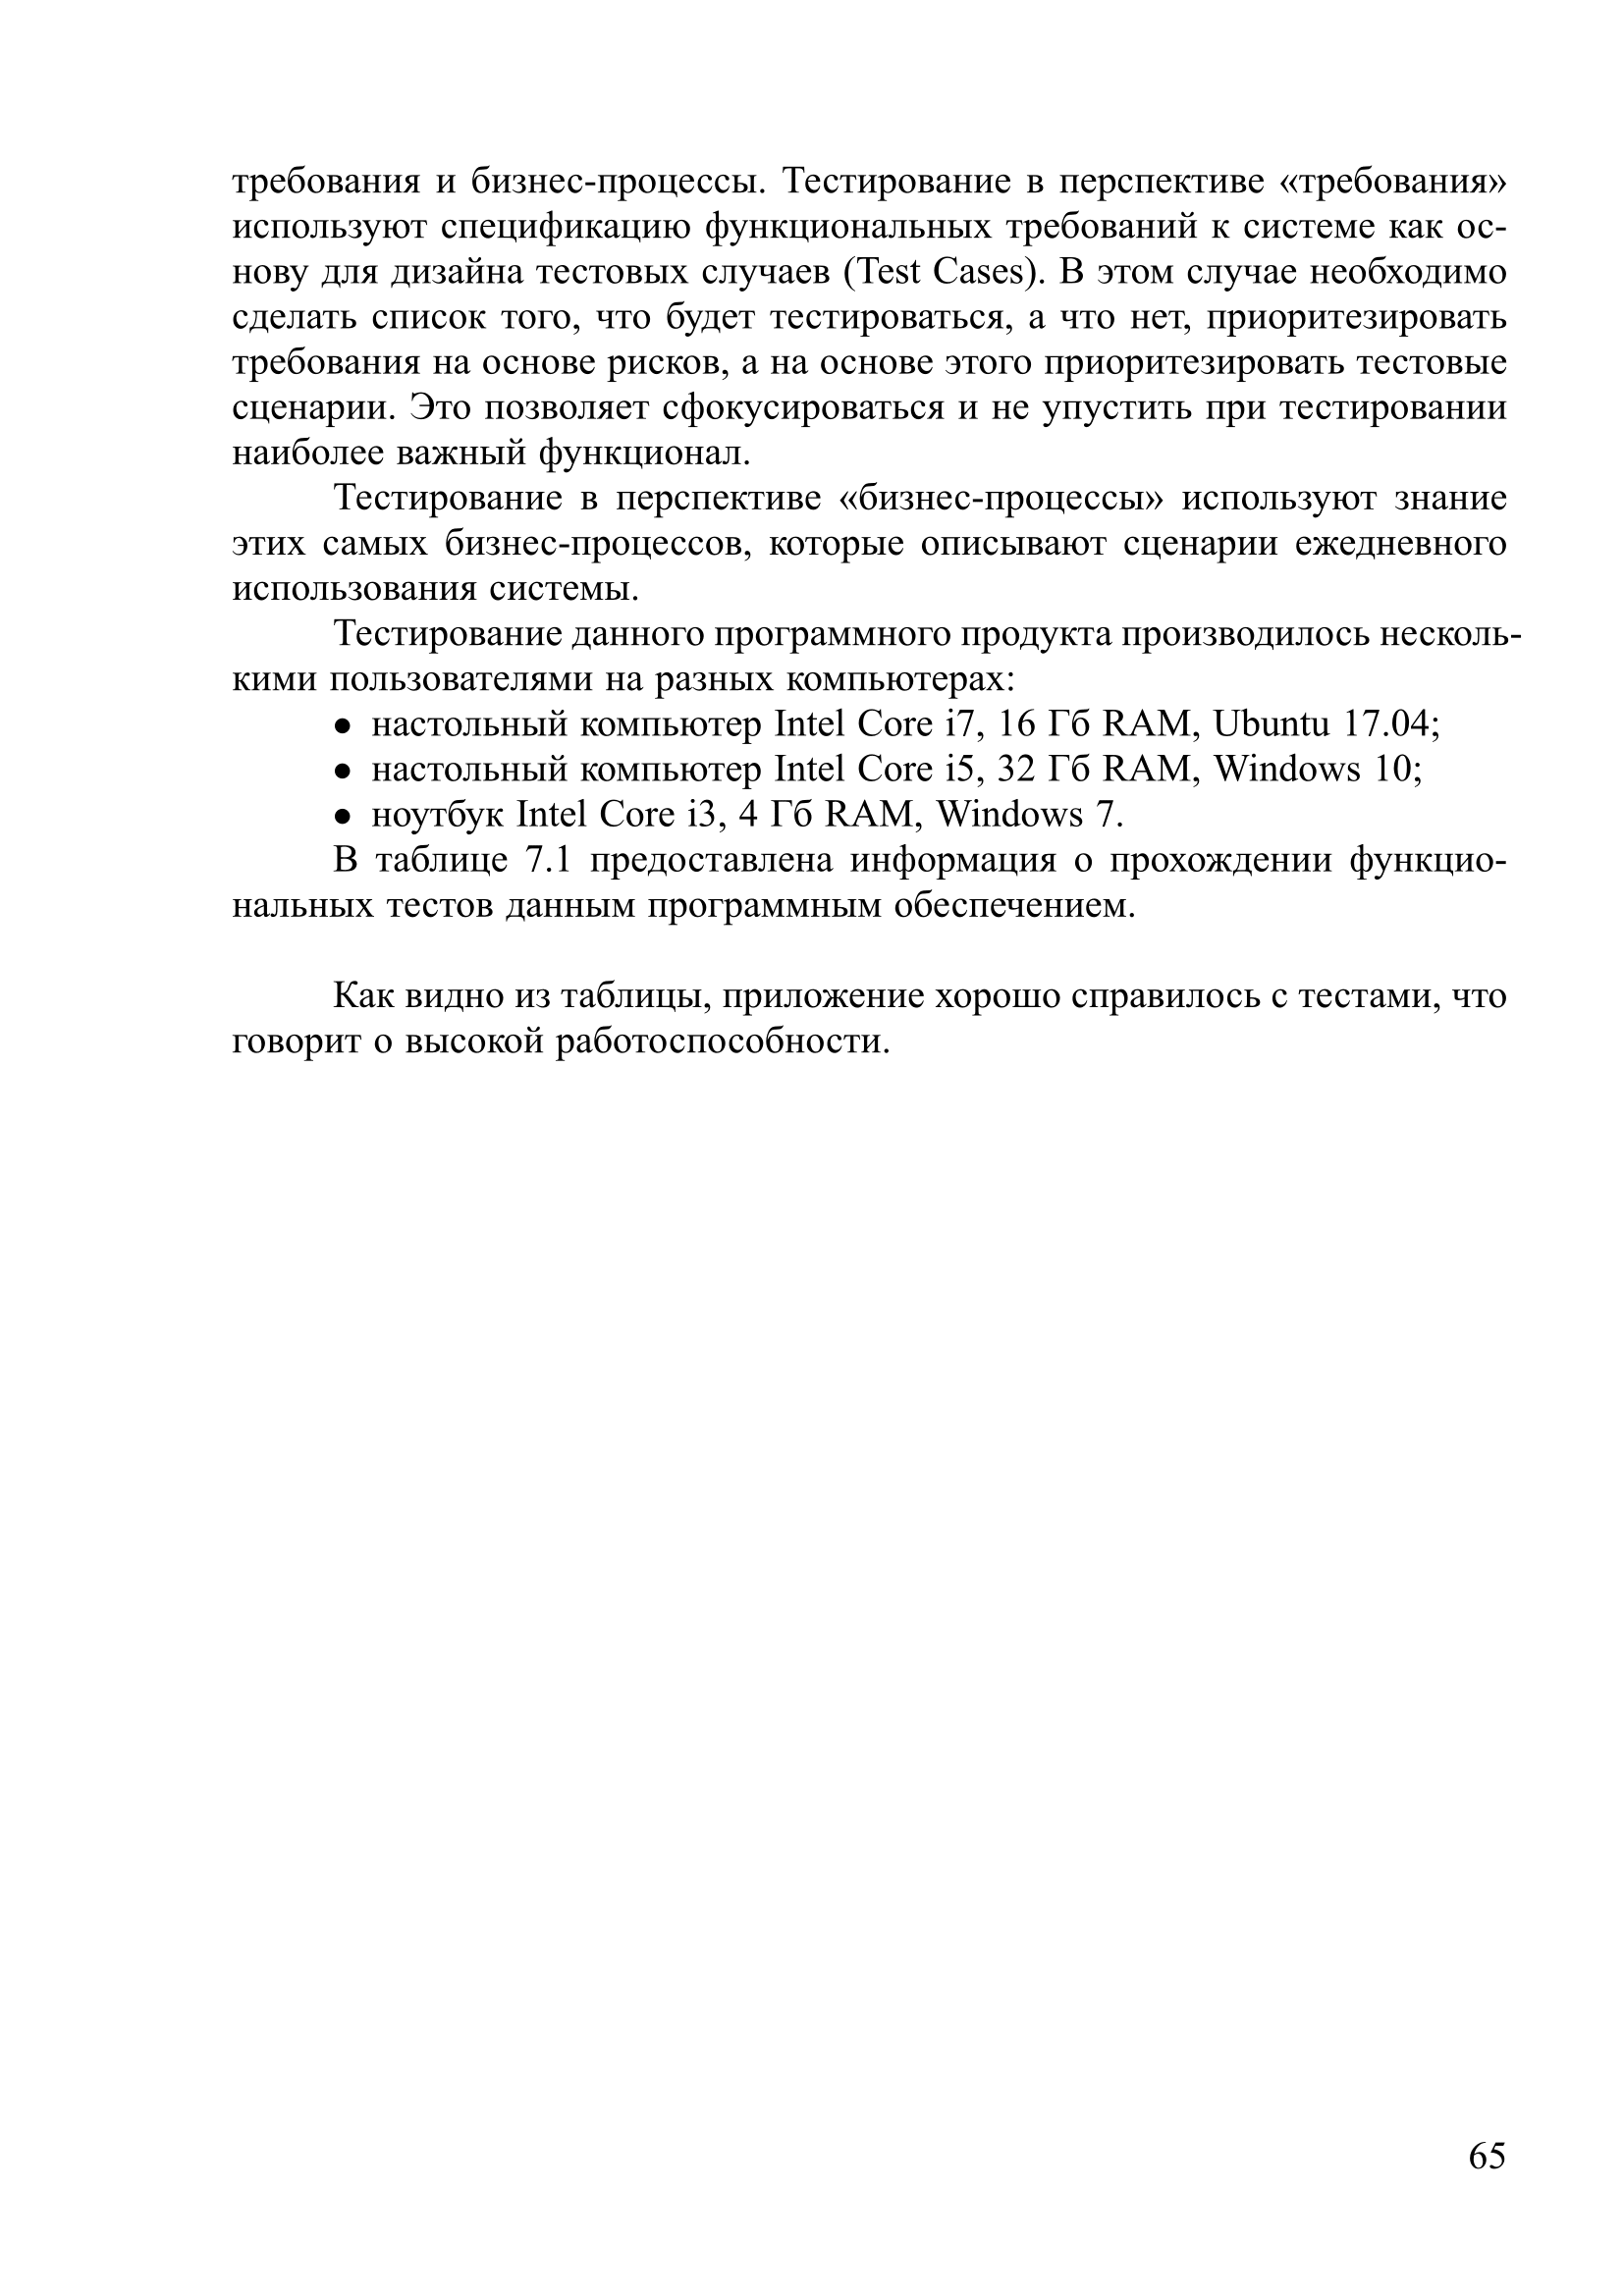 требования и бизнес-процессы. Тестирование в перспективе «требования»
используют спецификацию функциональных требований к системе как ос-
нову для дизайна тестовых случаев (Test Cases). В этом случае необходимо
сделать список того, что будет тестироваться, а что нет, приоритезировать
требования на основе рисков, а на основе этого приоритезировать тестовые
сценарии. Это позволяет сфокусироваться и не упустить при тестировании
наиболее важный функционал.
Тестирование в перспективе «бизнес-процессы» используют знание
этих самых бизнес-процессов, которые описывают сценарии ежедневного
использования системы.
Тестирование данного программного продукта производилось несколь-
кими пользователями на разных компьютерах:
• настольный компьютер Intel Core i7, 16 Гб RAM, Ubuntu 17.04;
• настольный компьютер Intel Core i5, 32 Гб RAM, Windows 10;
• ноутбук Intel Core i3, 4 Гб RAM, Windows 7.
В таблице 7.1 предоставлена информация о прохождении функцио-
нальных тестов данным программным обеспечением.
Как видно из таблицы, приложение хорошо справилось с тестами, что
говорит о высокой работоспособности.
65